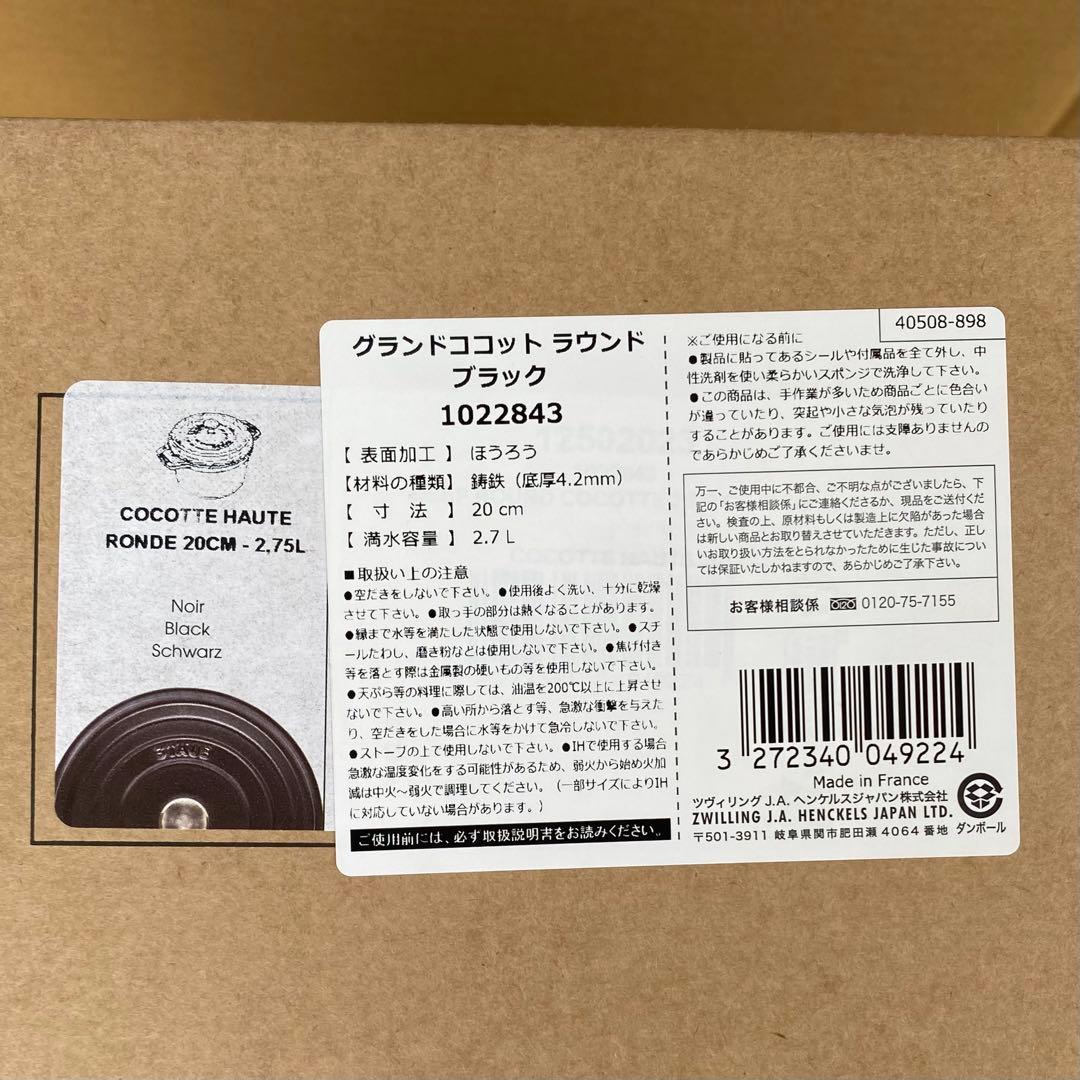 COCOTTE HAUTE
RONDE 20CM - 2,75L
Noir
Black
Schwarz
STAUB
グランドココット ラウンド
ブラック
1022843
【 表面加工 】 ほうろう
【材料の種類】 鋳鉄（底厚4.2mm）
【 寸 法 】 20 cm
【 満水容量 】 2.7 L
■取扱い上の注意
●空だきをしないで下さい。●使用後よく洗い、十分に乾燥
させて下さい。●取っ手の部分は熱くなることがあります。
●縁まで水等を満たした状態で使用しないで下さい。●スチ
ールたわし、磨き粉などは使用しないで下さい。●焦げ付き
等を落とす際は金属製の硬いもの等を使用しないで下さい。
●天ぷら等の料理に際しては、油温を200℃以上に上昇させ
ないで下さい。●高い所から落とす等、急激な衝撃を与えた
り、空だきをした場合に水等をかけて急冷しないで下さい。
●ストーブの上で使用しないで下さい。●IHで使用する場合
急激な温度変化をする可能性があるため、弱火から始め火加
減は中火〜弱火で調理してください。（一部サイズによりIH
に対応していない場合があります。）
ご使用前には、必ず取扱説明書をお読みください。
40508-898
※ご使用になる前に
●製品に貼ってあるシールや付属品を全て外し、中
性洗剤を使い柔らかいスポンジで洗浄して下さい。
●この商品は、手作業が多いため商品ごとに色合い
が違っていたり、突起や小さな気泡が残っていたり
することがあります。ご使用には支障ありませんの
であらかじめご了承くださいませ。
万一、ご使用中に不都合、ご不明な点がございましたら、下
記の「お客様相談係」にご連絡くださるか、現品をご送付くだ
さい。検査の上、原材料もしくは製造上に欠陥があった場合
は新しい商品とお取り替えさせていただきます。ただし、正し
いお取り扱い方法をとられなかったために生じた事故につい
ては保証いたしかねますので、あらかじめご了承下さい。
お客様相談係 0120-75-7155
3 272340 049224
Made in France
ツヴィリング J.A. ヘンケルスジャパン株式会社
ZWILLING J.A. HENCKELS JAPAN LTD.
〒501-3911 岐阜県関市肥田瀬 4064 番地
ダンボール